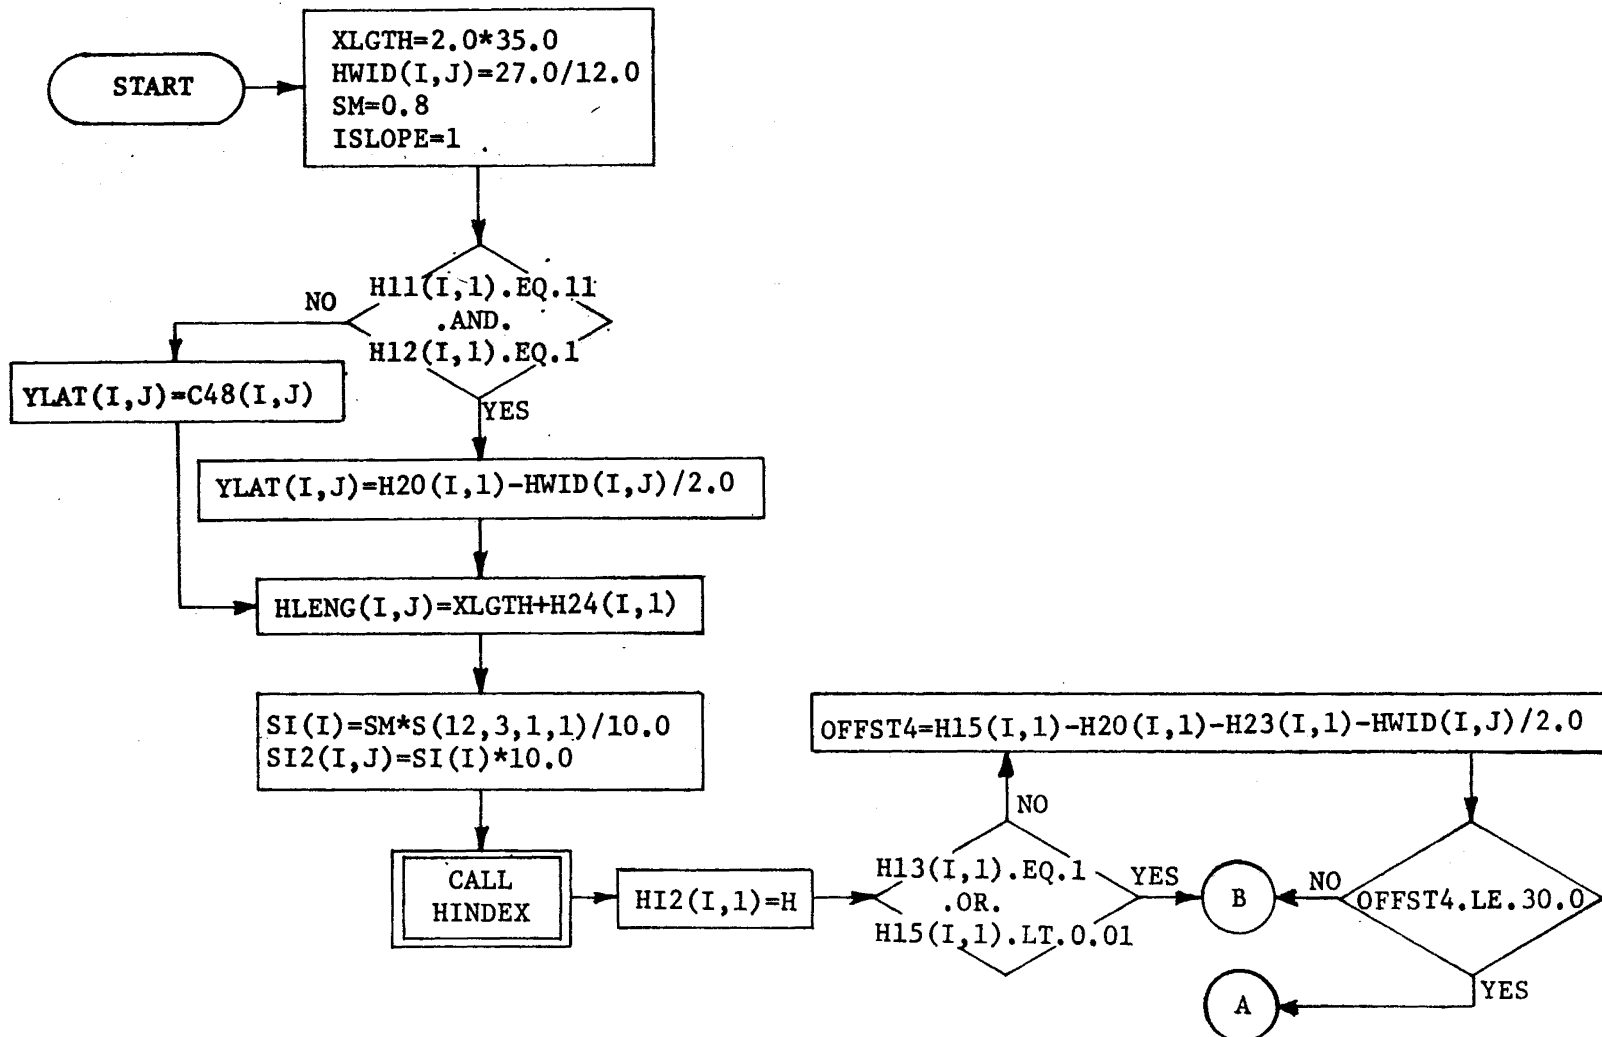 START
XLGTH=2.0*35.0
HWID(I,J)=27.0/12.0
SM=0.8
ISLOPE=1
H11(I,1).EQ.11
.AND.
H12(I,1).EQ.1
NO
YES
YLAT(I,J)=C48(I,J)
YLAT(I,J)=H20(I,1)-HWID(I,J)/2.0
HLENG(I,J)=XLGTH+H24(I,1)
SI(I)=SM*S(12,3,1,1)/10.0
SI2(I,J)=SI(I)*10.0
CALL
HINDEX
HI2(I,1)=H
H13(I,1).EQ.1
.OR.
H15(I,1).LT.0.01
NO
YES
OFFST4=H15(I,1)-H20(I,1)-H23(I,1)-HWID(I,J)/2.0
OFFST4.LE.30.0
NO
YES
B
A